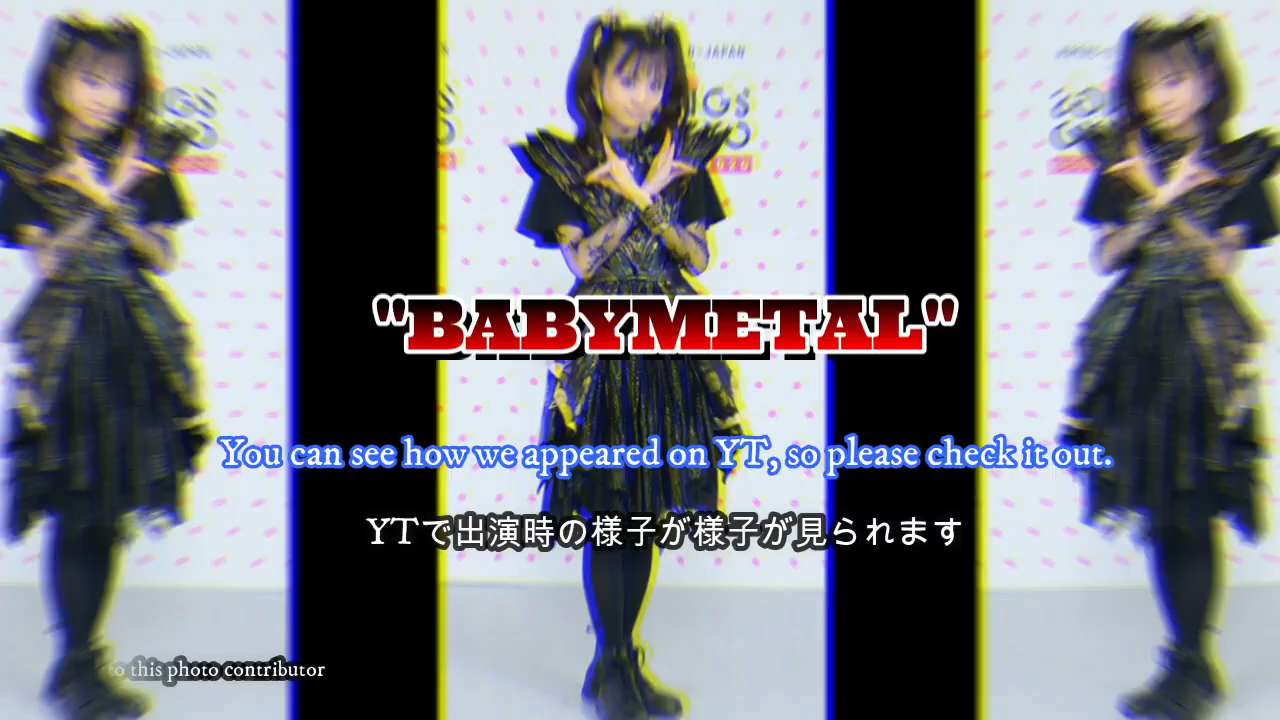 "BABYMETAL"
You can see how we appeared on YT, so please check it out.
YTで出演時の様子が様子が見られます
to this photo contributor